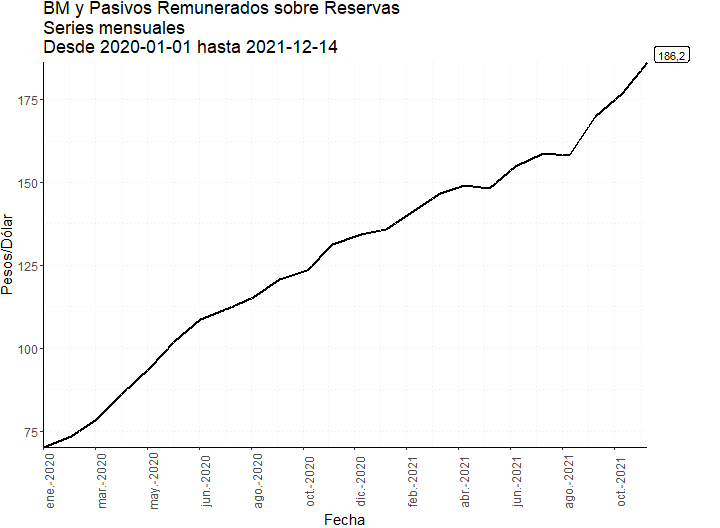 BM y Pasivos Remunerados sobre Reservas
Series mensuales
Desde 2020-01-01 hasta 2021-12-14
186,2
175
150
125
100
75
Pesos/Dólar
ene.-2020
mar.-2020
may.-2020
jun.-2020
ago.-2020
oct.-2020
dic.-2020
feb.-2021
abr.-2021
jun.-2021
ago.-2021
oct.-2021
Fecha